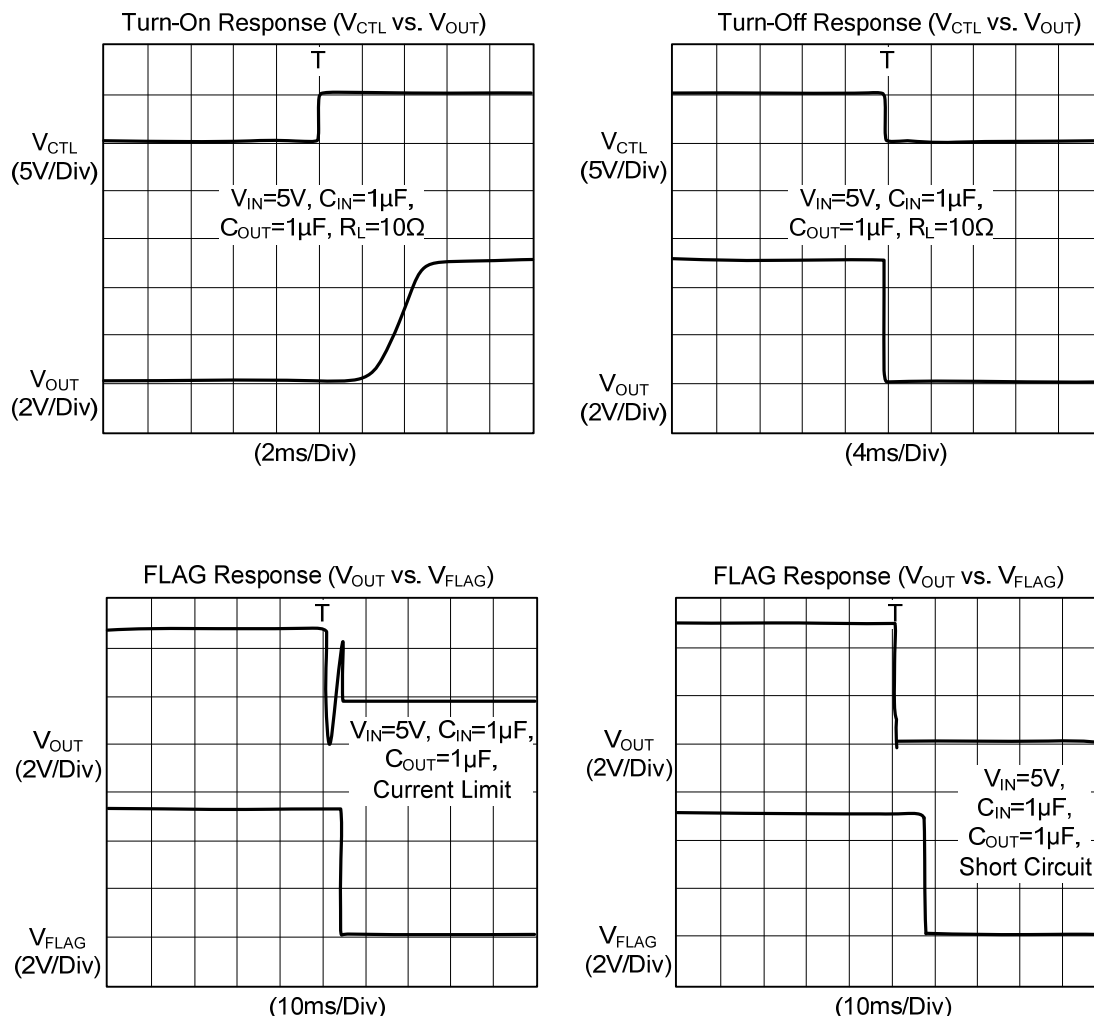 Turn-On Response (VCTL vs. VOUT)
T
VCTL
(5V/Div)
VIN=5V, CIN=1µF,
COUT=1µF, RL=10Ω
VOUT
(2V/Div)
(2ms/Div)
Turn-Off Response (VCTL vs. VOUT)
T
VCTL
(5V/Div)
VIN=5V, CIN=1µF,
COUT=1µF, RL=10Ω
VOUT
(2V/Div)
(4ms/Div)
FLAG Response (VOUT vs. VFLAG)
T
VOUT
(2V/Div)
VIN=5V, CIN=1µF,
COUT=1µF,
Current Limit
VFLAG
(2V/Div)
(10ms/Div)
FLAG Response (VOUT vs. VFLAG)
T
VOUT
(2V/Div)
VIN=5V,
CIN=1µF,
COUT=1µF,
Short Circuit
VFLAG
(2V/Div)
(10ms/Div)